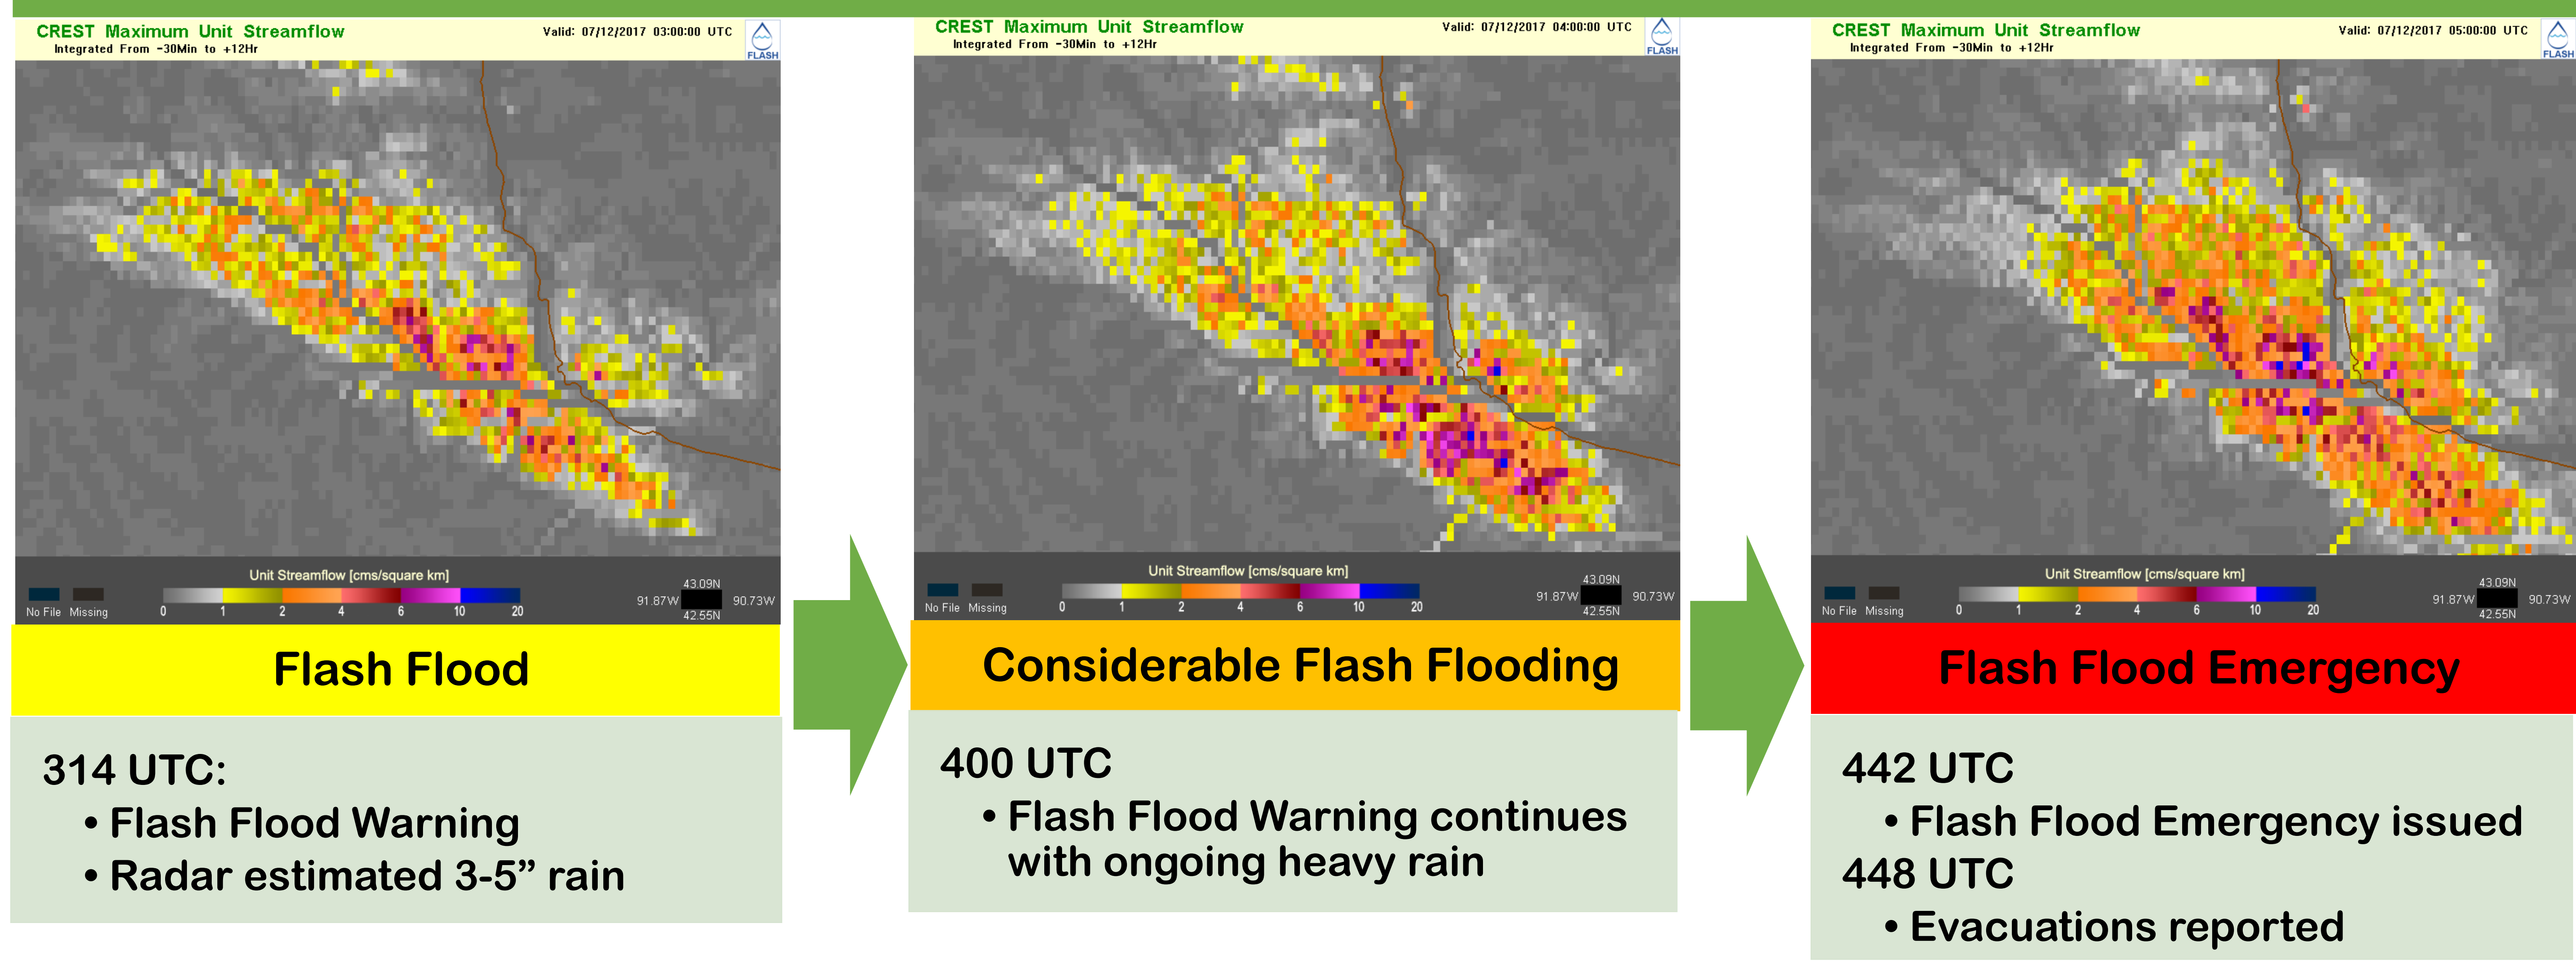 CREST Maximum Unit Streamflow
Valid: 07/12/2017 03:00:00 UTC
Integrated From -30Min to +12Hr
FLASH
Unit Streamflow [cms/square km]
No File Missing
0 1 2 4 6 10 20
43.09N
91.87W 90.73W
42.55N
Flash Flood
314 UTC:
• Flash Flood Warning
• Radar estimated 3-5” rain
CREST Maximum Unit Streamflow
Valid: 07/12/2017 04:00:00 UTC
Integrated From -30Min to +12Hr
FLASH
Unit Streamflow [cms/square km]
No File Missing
0 1 2 4 6 10 20
43.09N
91.87W 90.73W
42.55N
Considerable Flash Flooding
400 UTC
• Flash Flood Warning continues
with ongoing heavy rain
CREST Maximum Unit Streamflow
Valid: 07/12/2017 05:00:00 UTC
Integrated From -30Min to +12Hr
FLASH
Unit Streamflow [cms/square km]
No File Missing
0 1 2 4 6 10 20
43.09N
91.87W 90.73W
42.55N
Flash Flood Emergency
442 UTC
• Flash Flood Emergency issued
448 UTC
• Evacuations reported